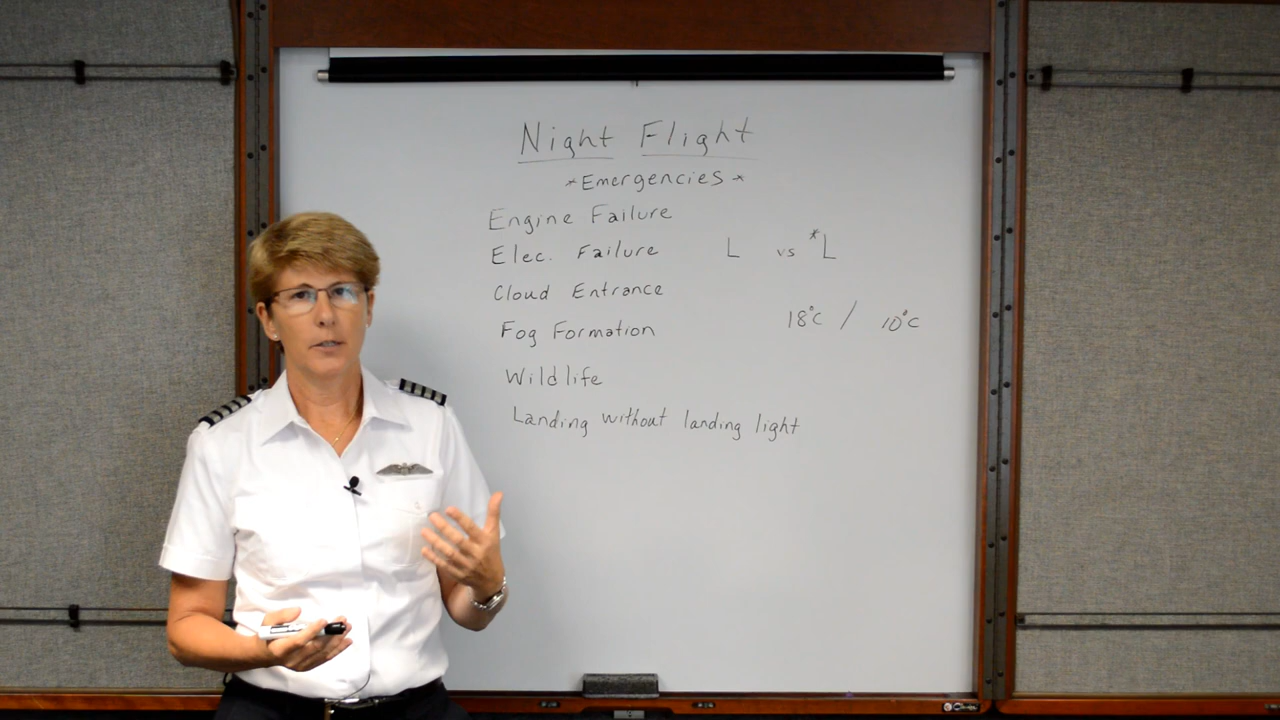 Night Flight
*Emergencies*
Engine Failure
Elec. Failure L vs *L
Cloud Entrance
Fog Formation 18°C / 10°C
Wildlife
Landing without landing light